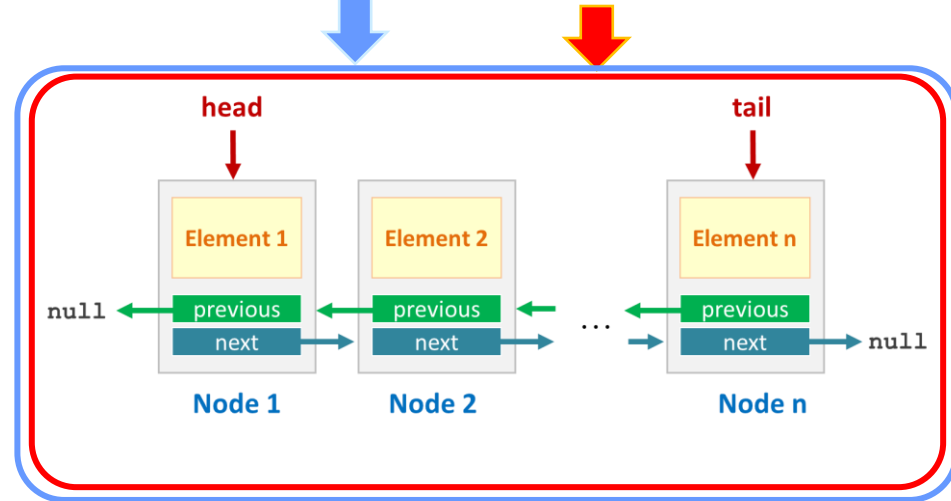 head
tail
Element 1
Element 2
Element n
null
previous
previous
previous
next
next
...
next
null
Node 1
Node 2
Node n